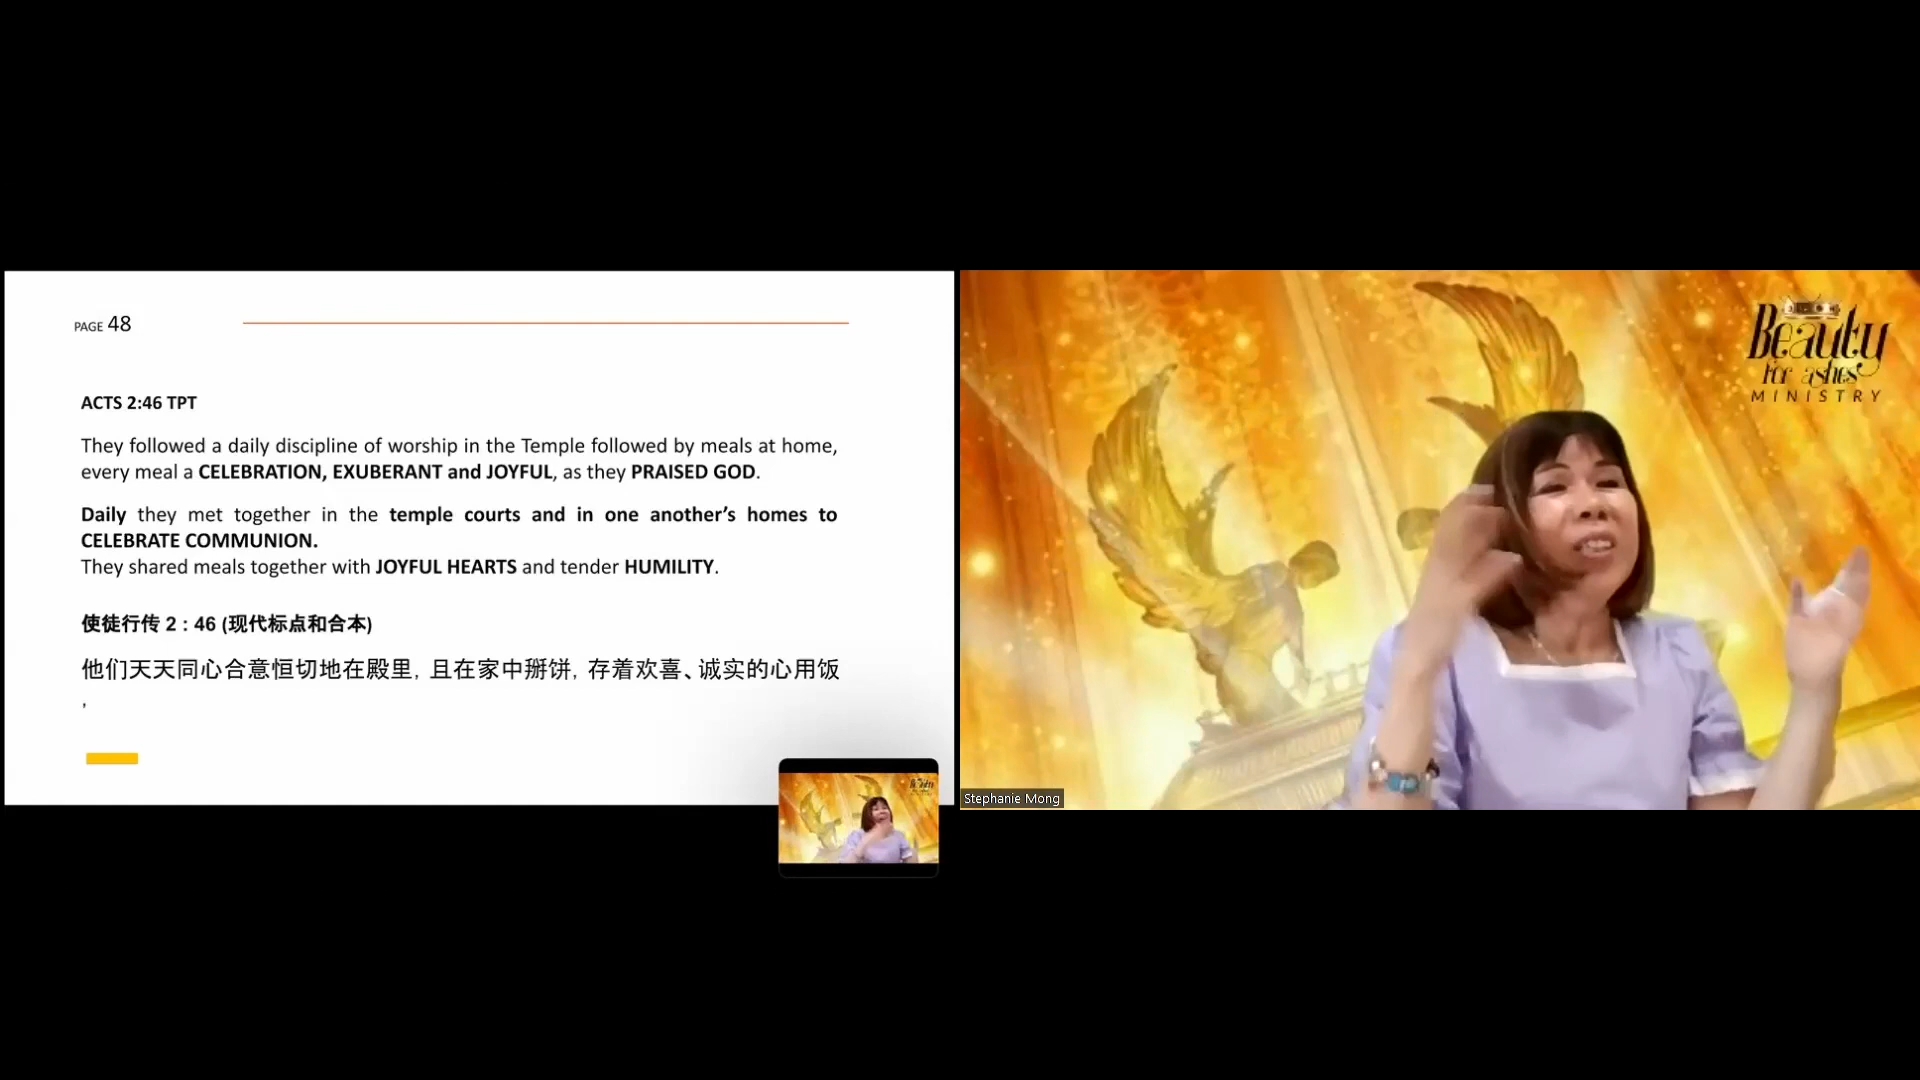 PAGE 48
ACTS 2:46 TPT
They followed a daily discipline of worship in the Temple followed by meals at home,
every meal a CELEBRATION, EXUBERANT and JOYFUL, as they PRAISED GOD.
Daily they met together in the temple courts and in one another’s homes to
CELEBRATE COMMUNION.
They shared meals together with JOYFUL HEARTS and tender HUMILITY.
使徒行传 2 : 46 (现代标点和合本)
他们天天同心合意恒切地在殿里, 且在家中掰饼, 存着欢喜、诚实的心用饭
,
Beauty
For ashes
MINISTRY
Stephanie Mong